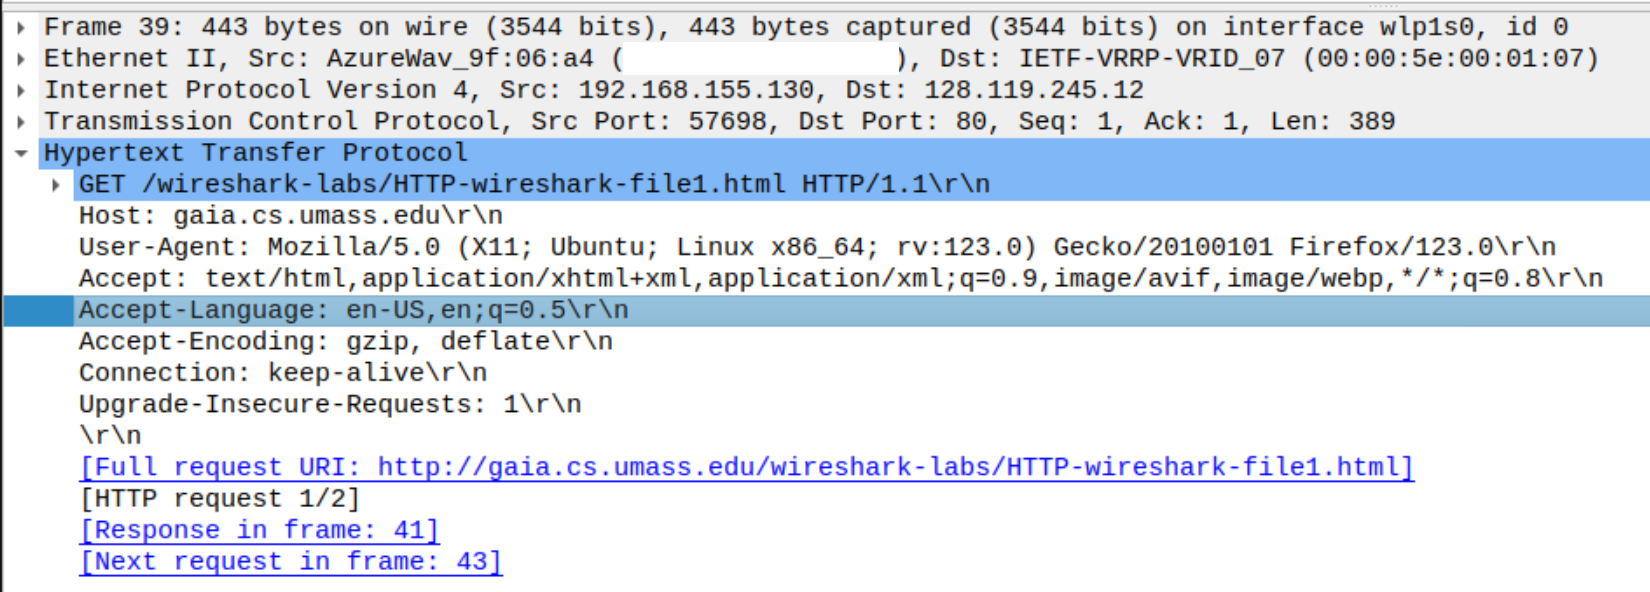 Frame 39: 443 bytes on wire (3544 bits), 443 bytes captured (3544 bits) on interface wlp1s0, id 0
Ethernet II, Src: AzureWav_9f:06:a4 (                 ), Dst: IETF-VRRP-VRID_07 (00:00:5e:00:01:07)
Internet Protocol Version 4, Src: 192.168.155.130, Dst: 128.119.245.12
Transmission Control Protocol, Src Port: 57698, Dst Port: 80, Seq: 1, Ack: 1, Len: 389
Hypertext Transfer Protocol
GET /wireshark-labs/HTTP-wireshark-file1.html HTTP/1.1\r\n
Host: gaia.cs.umass.edu\r\n
User-Agent: Mozilla/5.0 (X11; Ubuntu; Linux x86_64; rv:123.0) Gecko/20100101 Firefox/123.0\r\n
Accept: text/html,application/xhtml+xml,application/xml;q=0.9,image/avif,image/webp,*/*;q=0.8\r\n
Accept-Language: en-US,en;q=0.5\r\n
Accept-Encoding: gzip, deflate\r\n
Connection: keep-alive\r\n
Upgrade-Insecure-Requests: 1\r\n
\r\n
[Full request URI: http://gaia.cs.umass.edu/wireshark-labs/HTTP-wireshark-file1.html]
[HTTP request 1/2]
[Response in frame: 41]
[Next request in frame: 43]